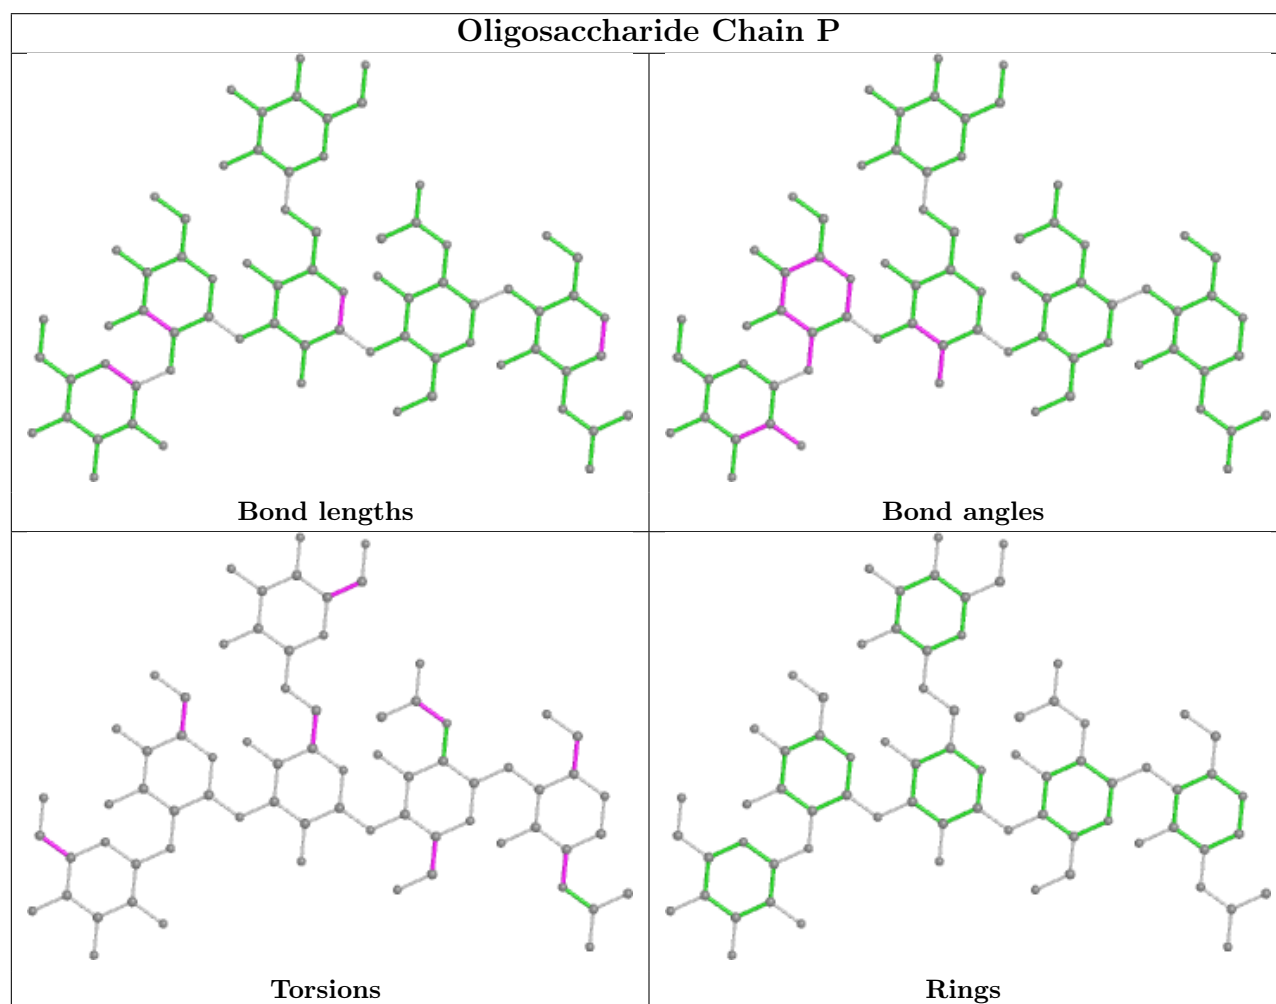 Oligosaccharide Chain P
Bond lengths
Bond angles
Torsions
Rings